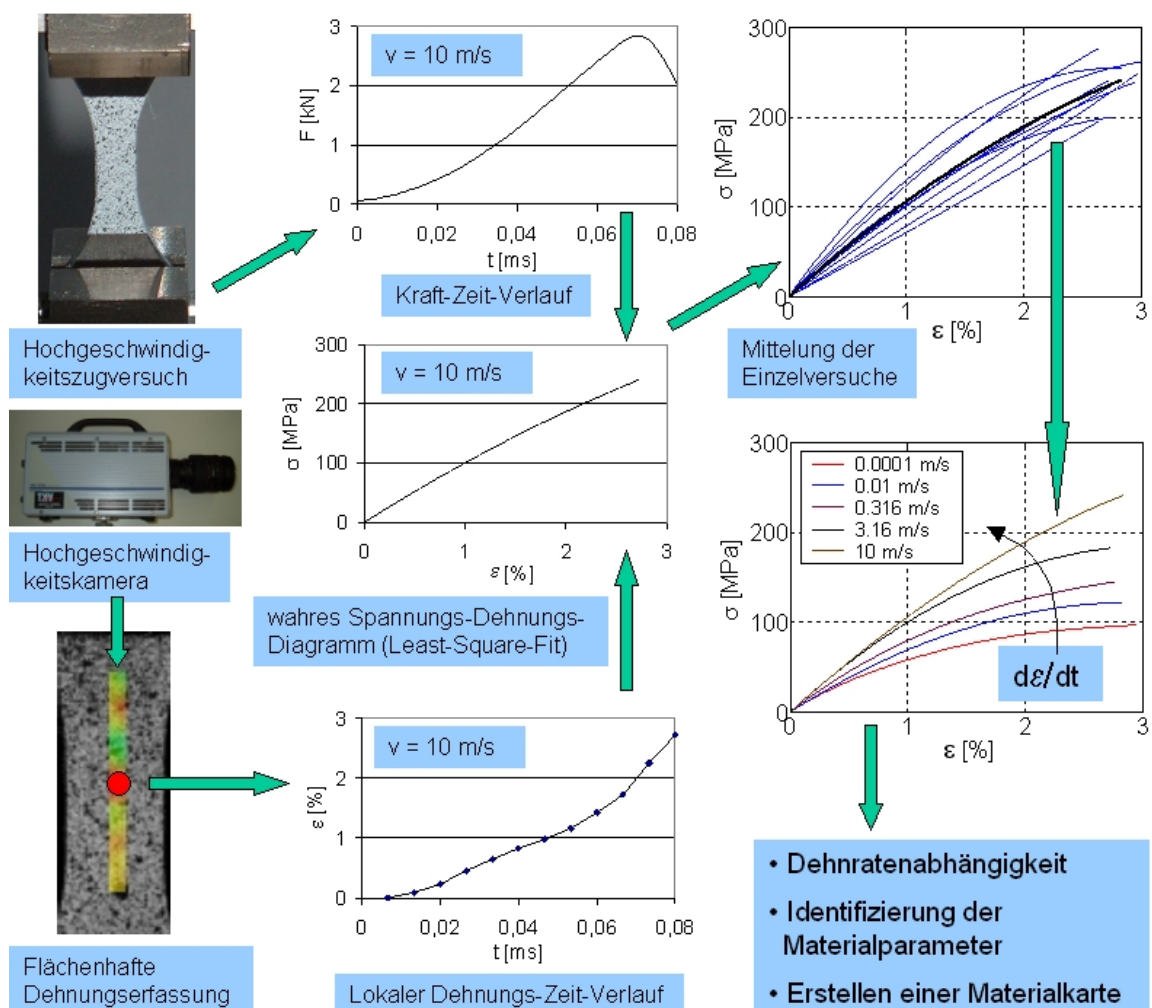 3
v = 10 m/s
2
F [kN]
1
0
0 0,02 0,04 0,06 0,08
t [ms]
Kraft-Zeit-Verlauf
300
200
σ [MPa]
100
0
0 1 2 3
ε [%]
Mittelung der
Einzelversuche
Hochgeschwindig-
keitszugversuch
300
v = 10 m/s
200
σ [MPa]
100
0
0 1 2 3
ε [%]
wahres Spannungs-Dehnungs-
Diagramm (Least-Square-Fit)
Hochgeschwindig-
keitskamera
300
0.0001 m/s
0.01 m/s
0.316 m/s
3.16 m/s
10 m/s
200
σ [MPa]
100
dε/dt
0
0 1 2 3
ε [%]
3
v = 10 m/s
2
ε [%]
1
0
0 0,02 0,04 0,06 0,08
t [ms]
Lokaler Dehnungs-Zeit-Verlauf
Flächenhafte
Dehnungserfassung
• Dehnratenabhängigkeit
• Identifizierung der
Materialparameter
• Erstellen einer Materialkarte